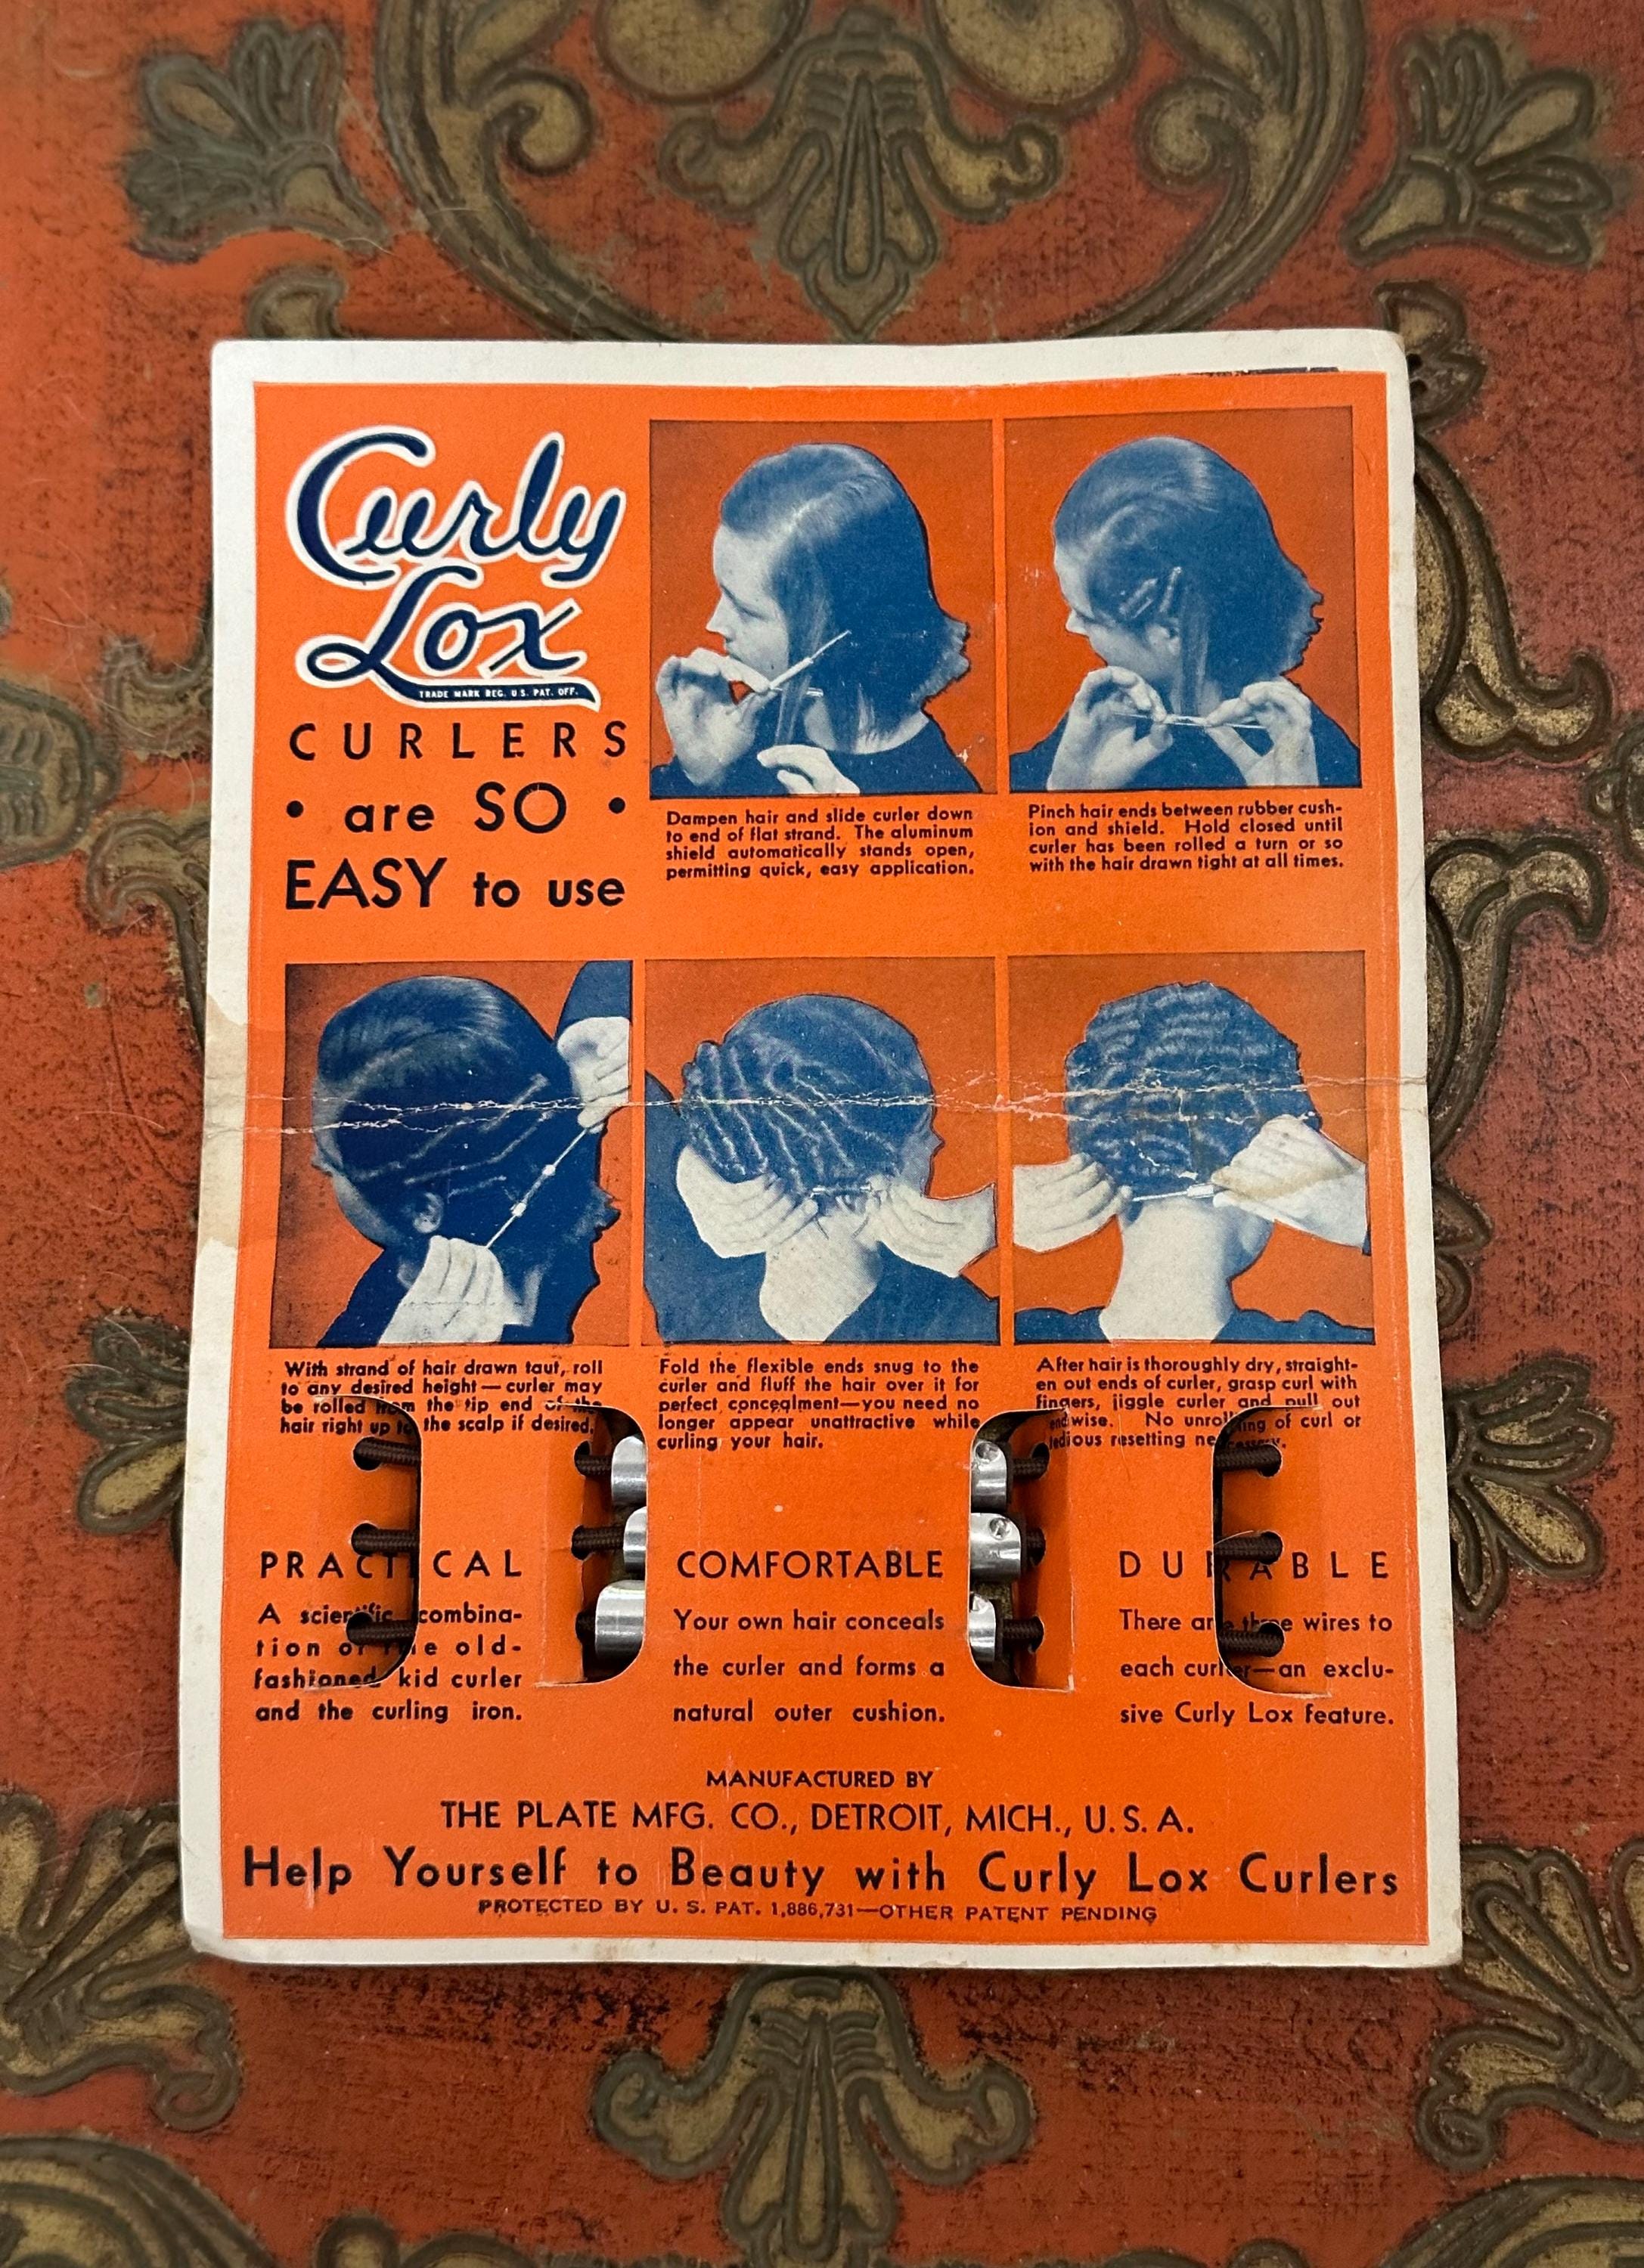 Curly
Lox
TRADE MARK REG. U.S. PAT. OFF.
CURLERS
• are SO •
EASY to use
Dampen hair and slide curler down
to end of flat strand. The aluminum
shield automatically stands open,
permitting quick, easy application.
Pinch hair ends between rubber cush-
ion and shield. Hold closed until
curler has been rolled a turn or so
with the hair drawn tight at all times.
With strand of hair drawn taut, roll
to any desired height — curler may
be rolled from the tip end of the
hair right up to the scalp if desired.
Fold the flexible ends snug to the
curler and fluff the hair over it for
perfect concealment—you need no
longer appear unattractive while
curling your hair.
After hair is thoroughly dry, straight-
en out ends of curler, grasp curl with
fingers, jiggle curler and pull out
endwise. No unrolling of curl or
tedious resetting necessary.
PRACTICAL
A scientific combina-
tion of the old-
fashioned kid curler
and the curling iron.
COMFORTABLE
Your own hair conceals
the curler and forms a
natural outer cushion.
DURABLE
There are three wires to
each curler—an exclu-
sive Curly Lox feature.
MANUFACTURED BY
THE PLATE MFG. CO., DETROIT, MICH., U.S.A.
Help Yourself to Beauty with Curly Lox Curlers
PROTECTED BY U. S. PAT. 1,886,731—OTHER PATENT PENDING